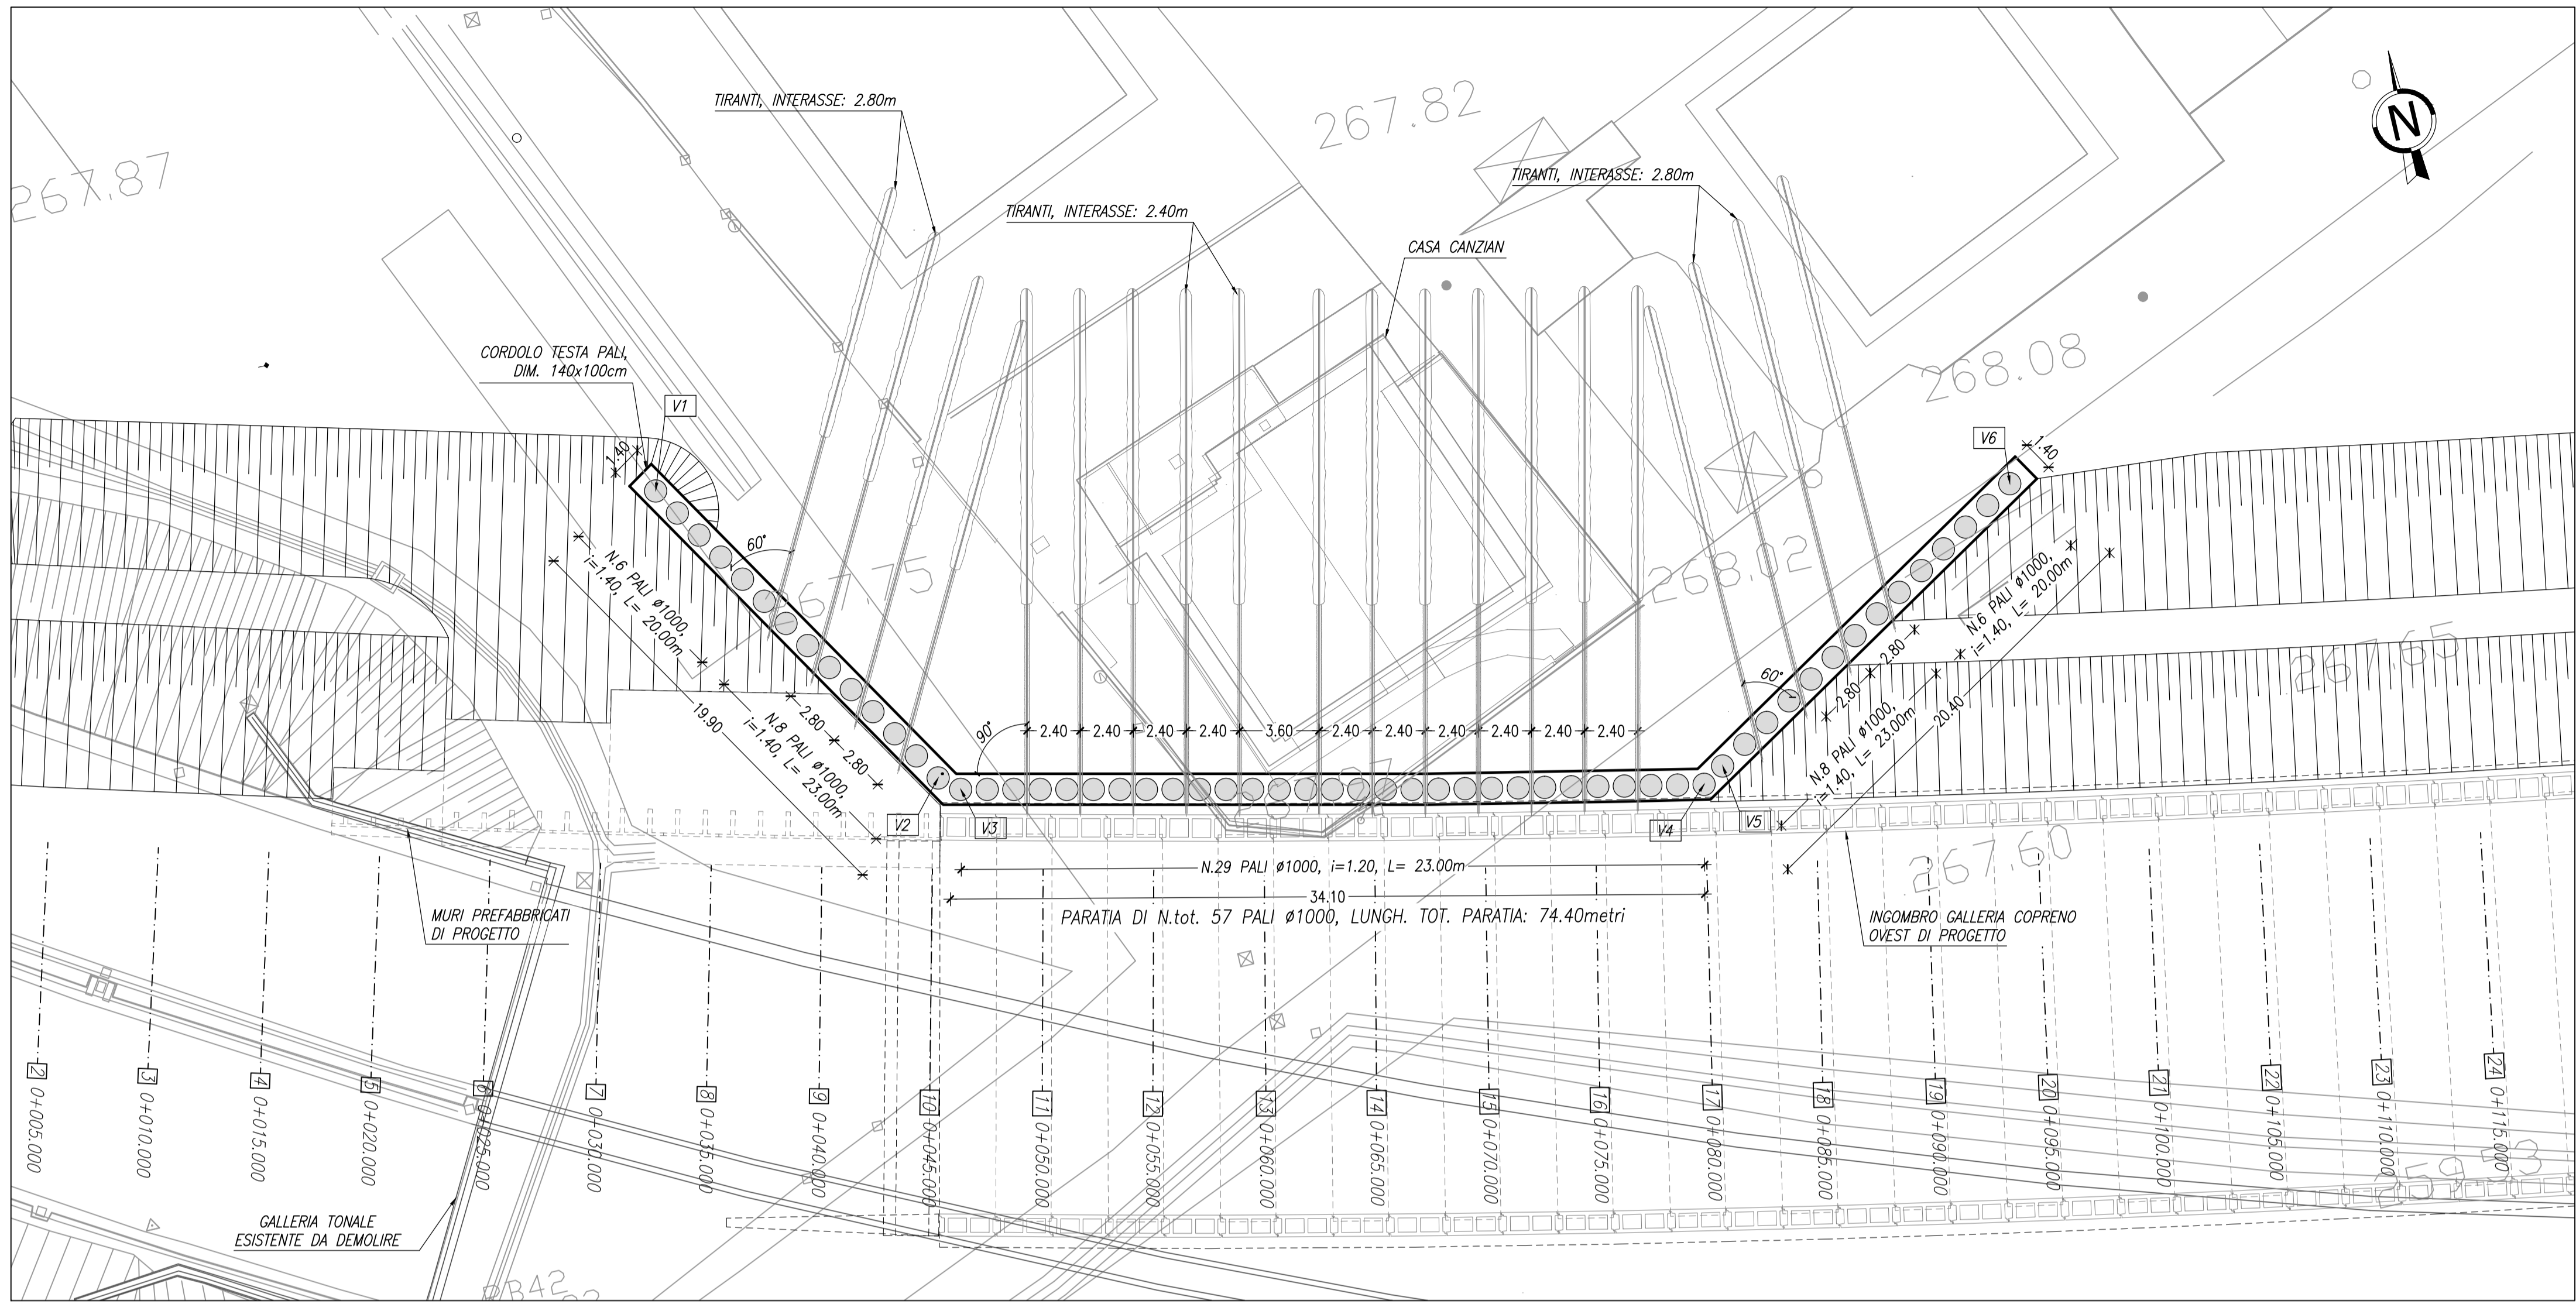 267.87
TIRANTI, INTERASSE: 2.80m
267.82
N
TIRANTI, INTERASSE: 2.80m
TIRANTI, INTERASSE: 2.40m
CASA CANZIAN
CORDOLO TESTA PALI,
DIM. 140x100cm
268.08
V1
V6
1.40
1.40
60°
268.02
N.6 PALI ø1000,
i=1.40, L= 20.00m
N.6 PALI ø1000,
i=1.40, L= 20.00m
267.65
60°
2.80
2.80
19.90
2.80
2.80
20.40
N.8 PALI ø1000,
i=1.40, L= 23.00m
N.8 PALI ø1000,
i=1.40, L= 23.00m
90°
2.40
2.40
2.40
2.40
3.60
2.40
2.40
2.40
2.40
2.40
2.40
V2
V3
V4
V5
267.60
N.29 PALI ø1000, i=1.20, L= 23.00m
34.10
PARATIA DI N.tot. 57 PALI ø1000, LUNGH. TOT. PARATIA: 74.40metri
MURI PREFABBRICATI
DI PROGETTO
INGOMBRO GALLERIA COPRENO
OVEST DI PROGETTO
2 0+005.000
3 0+010.000
4 0+015.000
5 0+020.000
6 0+025.000
7 0+030.000
8 0+035.000
9 0+040.000
10 0+045.000
11 0+050.000
12 0+055.000
13 0+060.000
14 0+065.000
15 0+070.000
16 0+075.000
17 0+080.000
18 0+085.000
19 0+090.000
20 0+095.000
21 0+100.000
22 0+105.000
23 0+110.000
24 0+115.000
GALLERIA TONALE
ESISTENTE DA DEMOLIRE